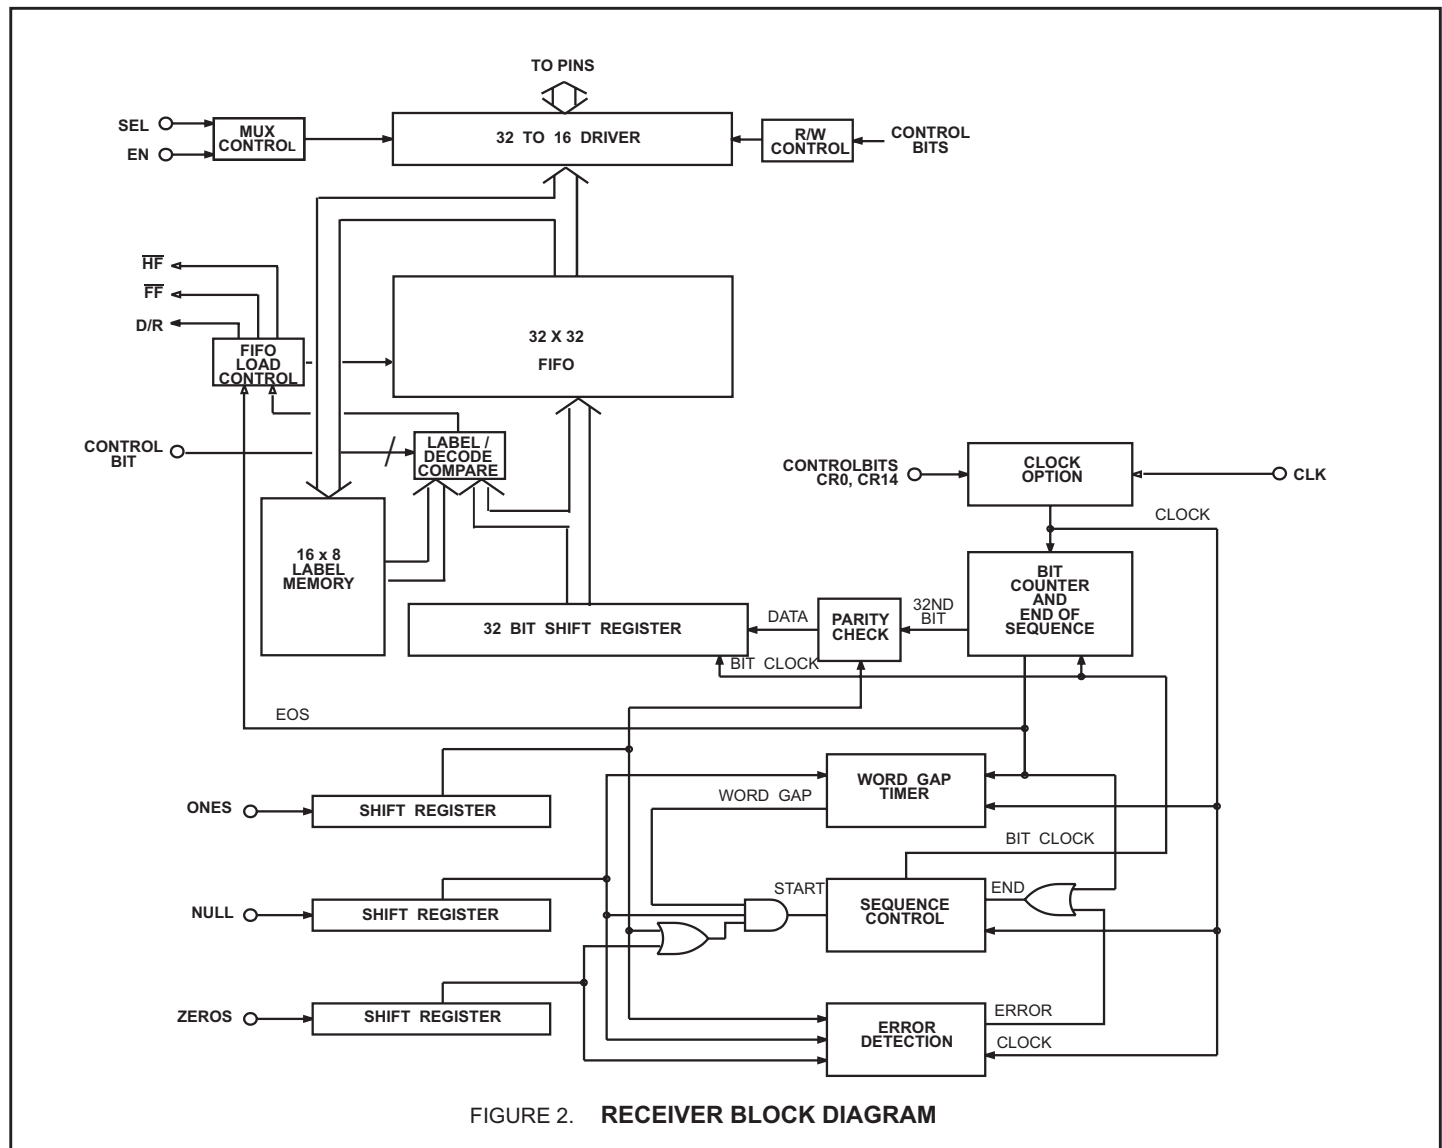 TO PINS
SEL
EN
MUX
CONTROL
32 TO 16 DRIVER
R/W
CONTROL
CONTROL
BITS
HF
FF
D/R
FIFO
LOAD
CONTROL
32 X 32
FIFO
CONTROL
BIT
LABEL /
DECODE
COMPARE
CONTROLBITS
CR0, CR14
CLOCK
OPTION
CLK
CLOCK
16 x 8
LABEL
MEMORY
BIT
COUNTER
AND
END OF
SEQUENCE
32 BIT SHIFT REGISTER
DATA
PARITY
CHECK
32ND
BIT
BIT CLOCK
EOS
WORD GAP
TIMER
WORD GAP
ONES
SHIFT REGISTER
BIT CLOCK
START
SEQUENCE
CONTROL
END
NULL
SHIFT REGISTER
ZEROS
SHIFT REGISTER
ERROR
DETECTION
ERROR
CLOCK
FIGURE 2. RECEIVER BLOCK DIAGRAM